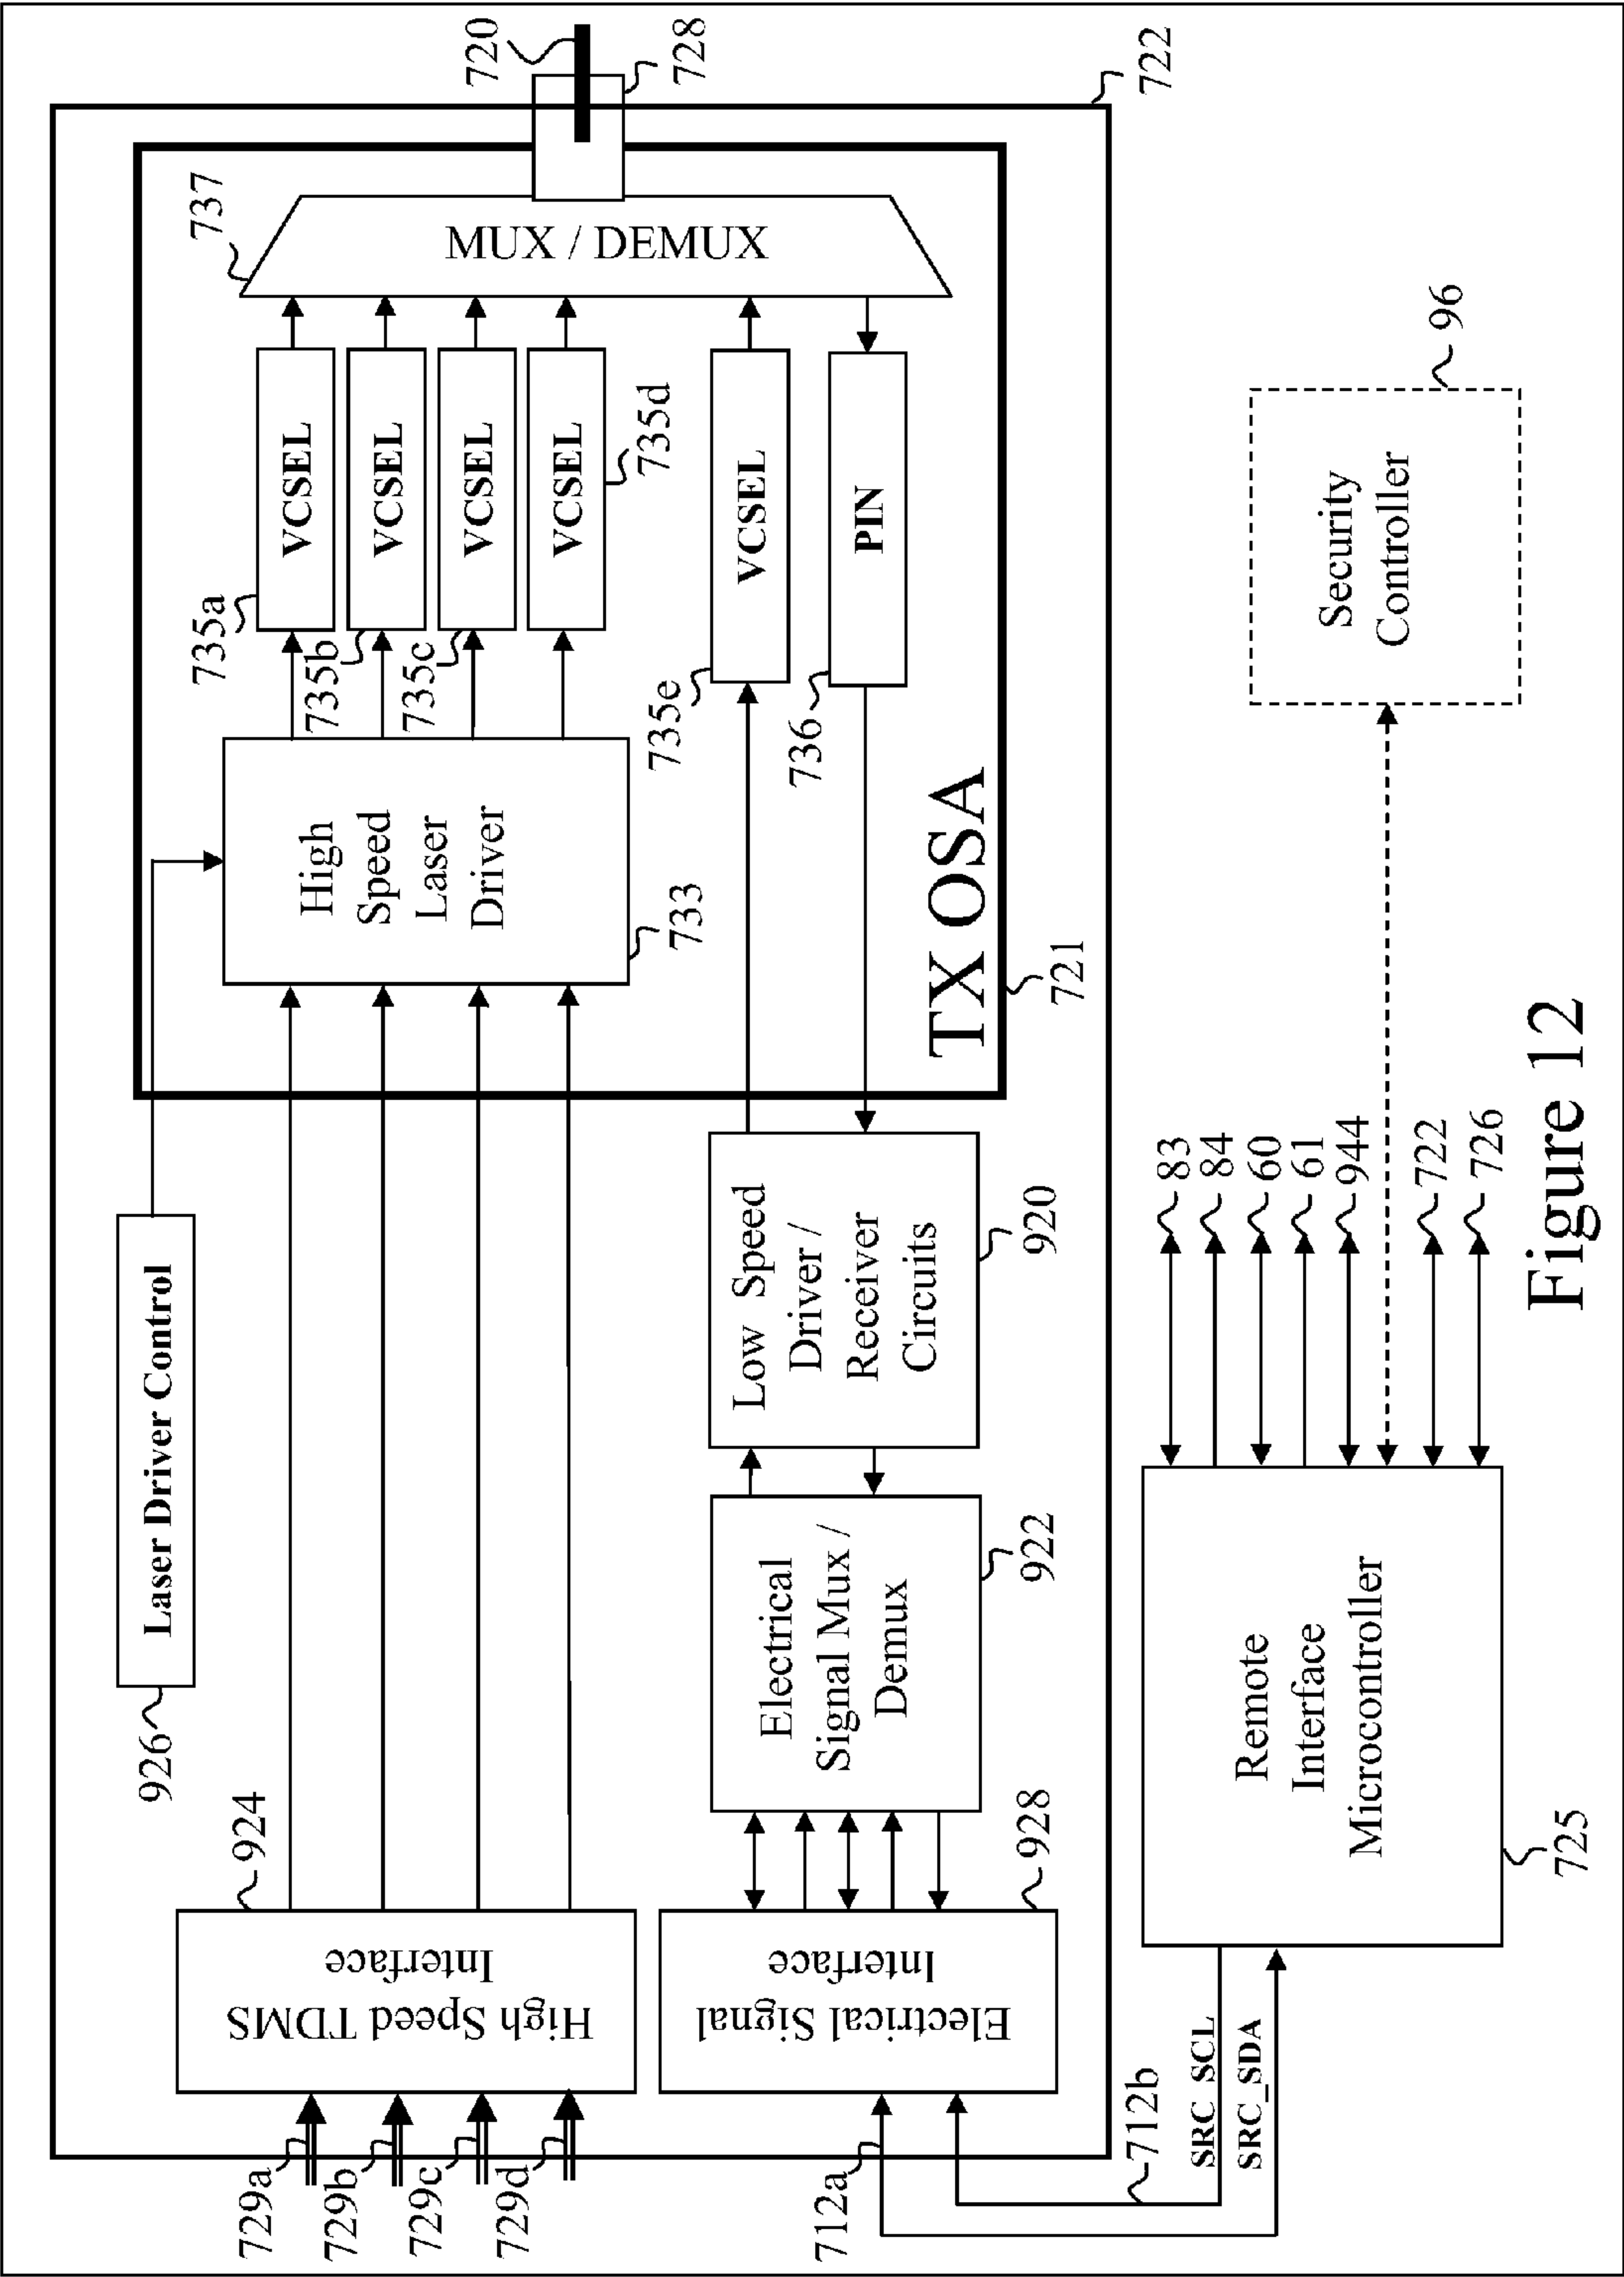 926
Laser Driver Control
737
720
728
722
924
High Speed TDMS
Interface
729a
729b
729c
729d
High
Speed
Laser
Driver
733
735a
735b
735c
735d
VCSEL
VCSEL
VCSEL
VCSEL
MUX / DEMUX
735e
VCSEL
736
PIN
TX OSA
721
712a
Electrical Signal
Interface
928
Electrical
Signal Mux /
Demux
922
Low Speed
Driver /
Receiver
Circuits
920
712b
SRC_SCL
SRC_SDA
Remote
Interface
Microcontroller
725
83
84
60
61
944
722
726
Security
Controller
96
Figure 12